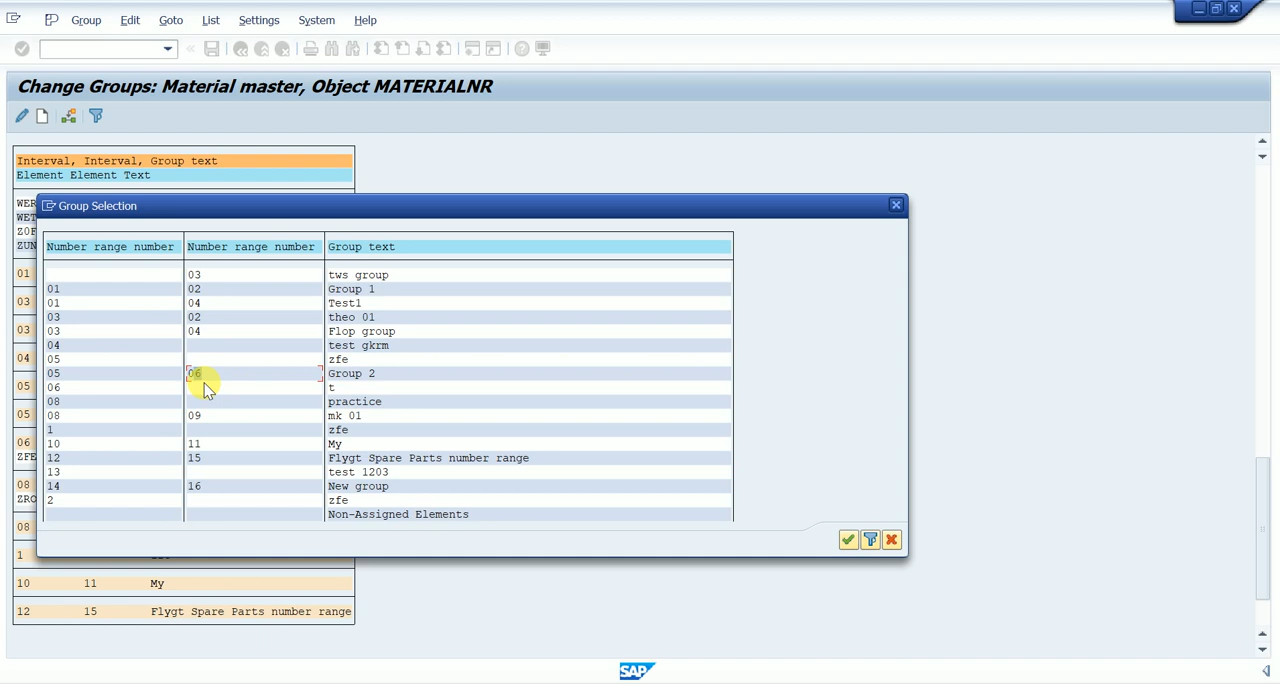 Group Edit Goto List Settings System Help
Change Groups: Material master, Object MATERIALNR
Interval, Interval, Group text
Element Element Text
WER
WET
ZUN
Group Selection
Number range number Number range number Group text
03 tws group
01 02 Group 1
01 04 Test1
03 02 theo 01
03 04 Flop group
04 test gkrm
05 zfe
05 06 Group 2
06 t
08 practice
08 09 mk 01
1 zfe
10 11 My
12 15 Flygt Spare Parts number range
13 test 1203
14 16 New group
2 zfe
Non-Assigned Elements
01
03
03
04
05
05
06
ZFE
08
ZRO
08
1
10 11 My
12 15 Flygt Spare Parts number range
SAP